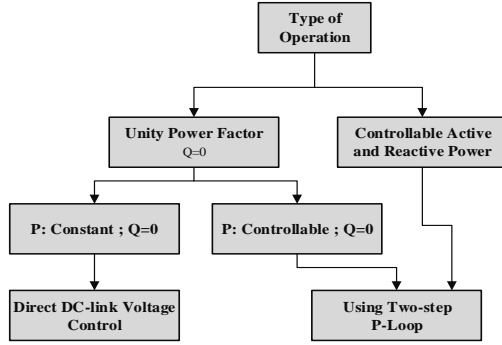 Type of
Operation
Unity Power Factor
Q=0
Controllable Active
and Reactive Power
P: Constant ; Q=0
P: Controllable ; Q=0
Direct DC-link Voltage
Control
Using Two-step
P-Loop